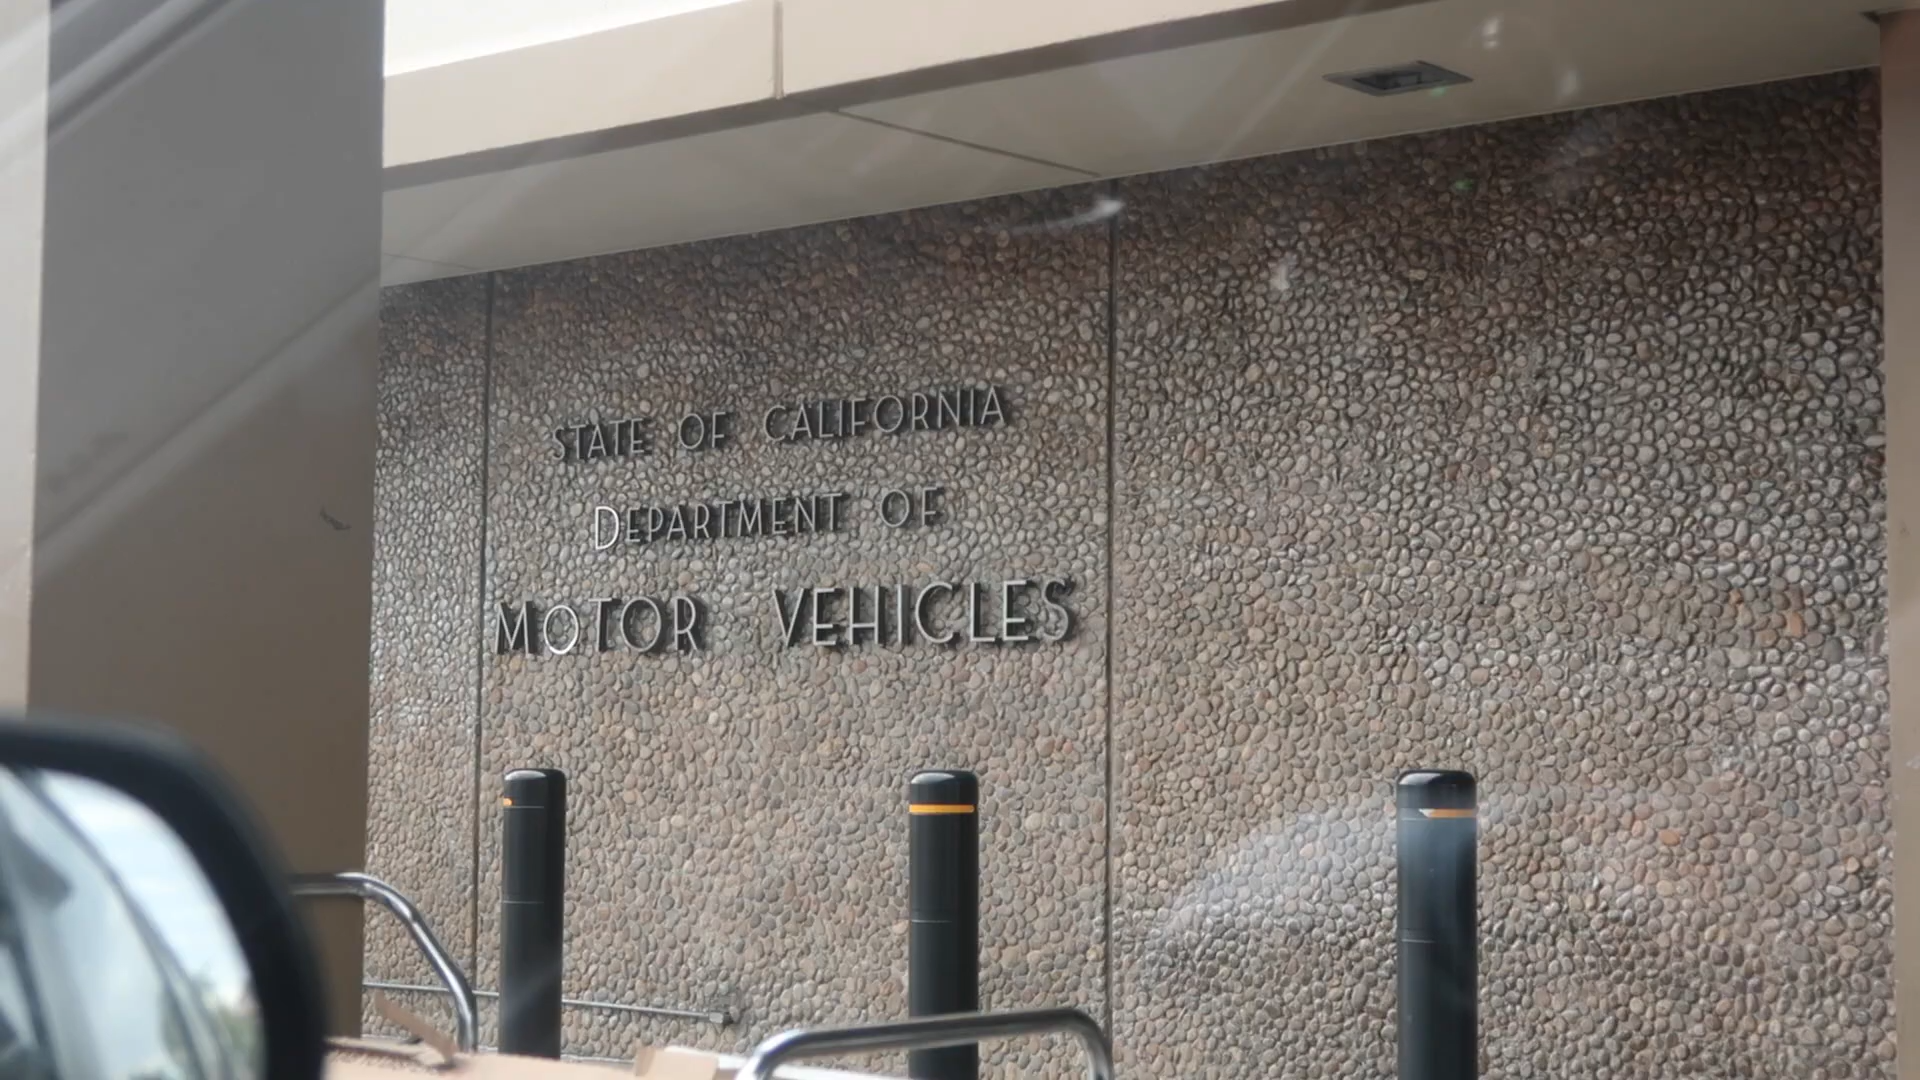 STATE OF CALIFORNIA
DEPARTMENT OF
MOTOR VEHICLES